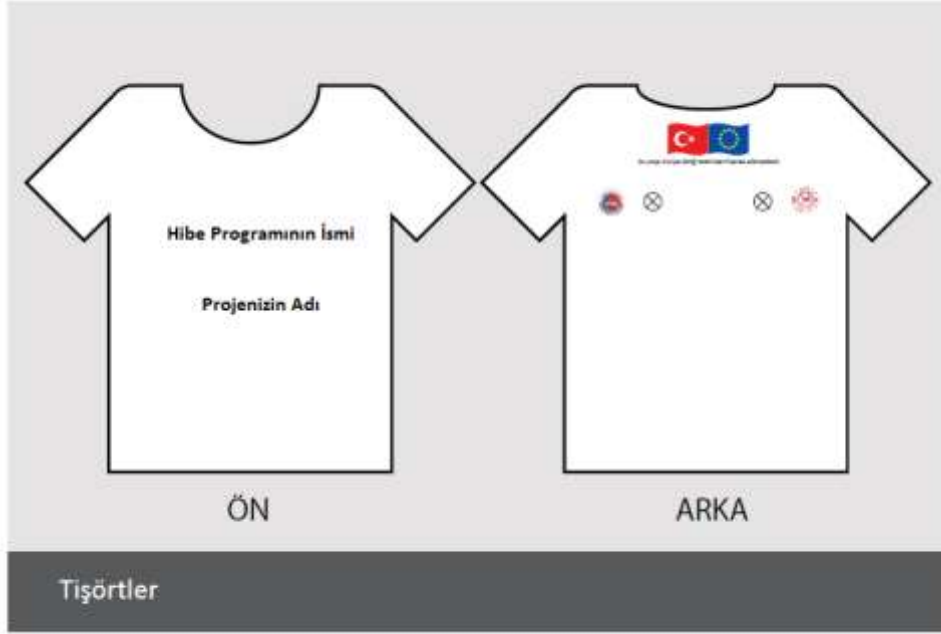 Hibe Programının İsmi
Projenizin Adı
ÖN
ARKA
Tişörtler